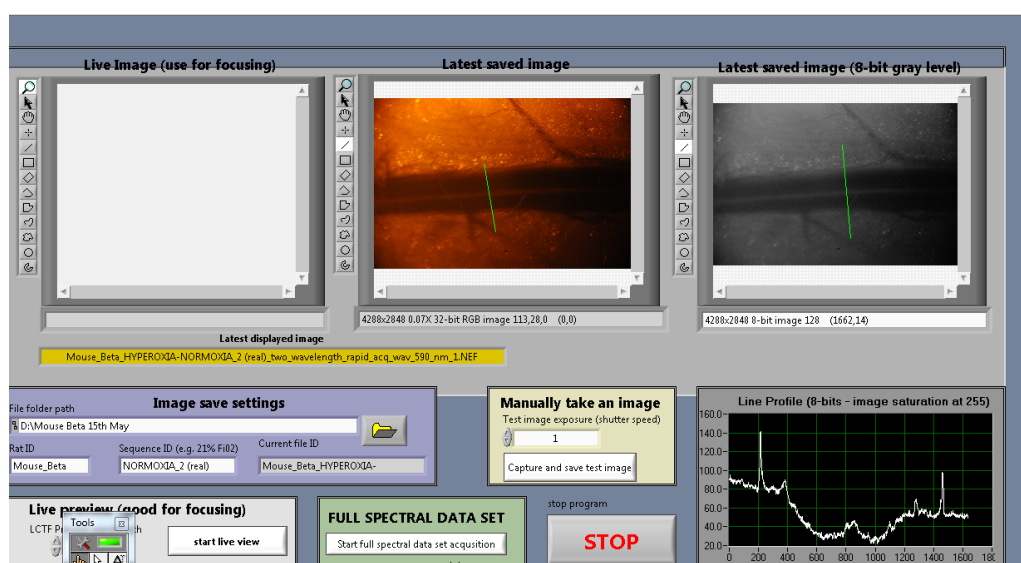 Live Image (use for focusing)
Latest saved image
Latest saved image (8-bit gray level)
4288x2848 0.07X 32-bit RGB image 113,28,0 (0,0)
4288x2848 8-bit image 128 (1662,14)
Latest displayed image
Mouse_Beta_HYPEROXIA-NORMOXIA_2 (real)_two_wavelength_rapid_acq_wav_590_nm_1.NEF
Image save settings
File folder path
D:\Mouse Beta 15th May
Rat ID
Sequence ID (e.g. 21% Fi02)
Current file ID
Mouse_Beta
NORMOXIA_2 (real)
Mouse_Beta_HYPEROXIA-
Manually take an image
Test image exposure (shutter speed)
1
Capture and save test image
Line Profile (8-bits - image saturation at 255)
160.0
140.0
120.0
100.0
80.0
60.0
40.0
20.0
0 200 400 600 800 1000 1200 1400 1600
Live preview (good for focusing)
LCTF
Tools
start live view
FULL SPECTRAL DATA SET
Start full spectral data set acqusition
stop program
STOP